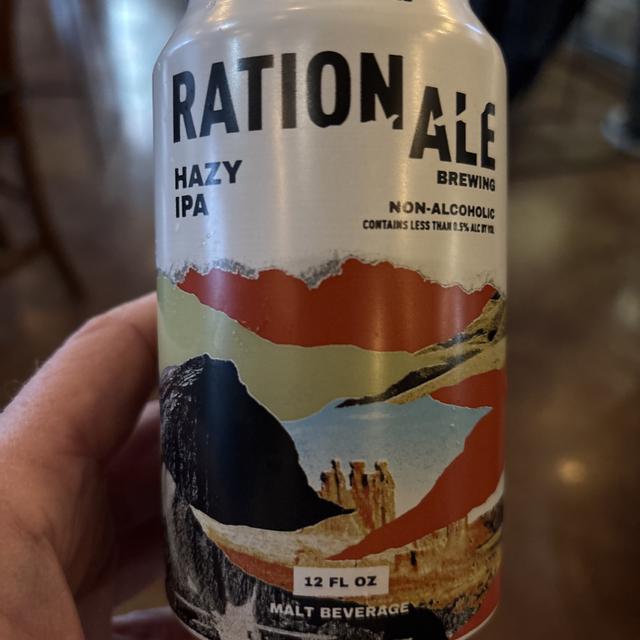 RATIONALE
BREWING
HAZY
IPA
NON-ALCOHOLIC
CONTAINS LESS THAN 0.5% ALC BY VOL
12 FL OZ
MALT BEVERAGE